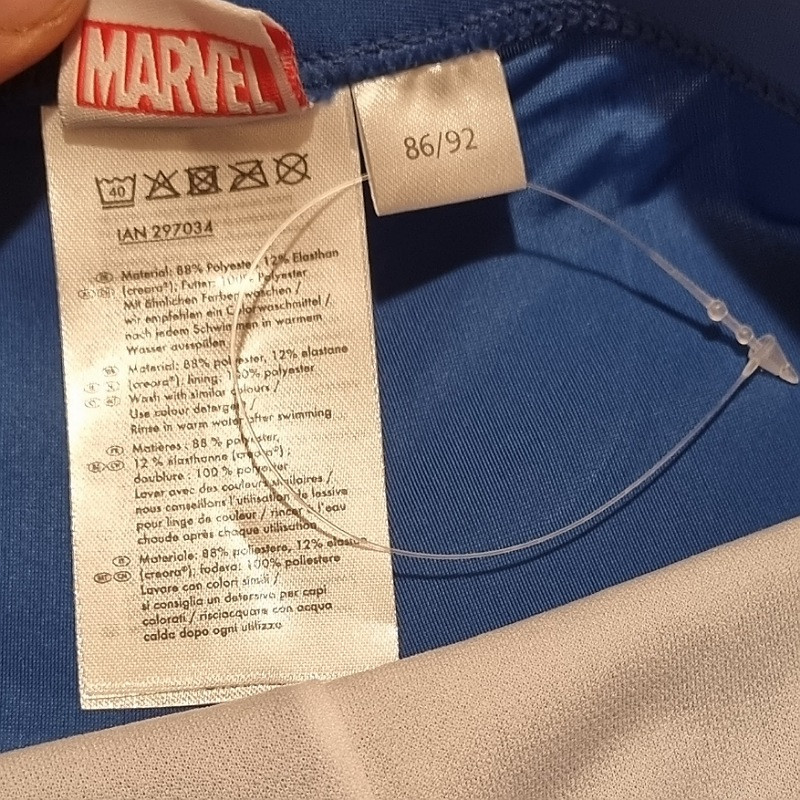 MARVEL
86/92
40
IAN 297034
Material: 88% Polyester, 12% Elasthan
(creora®); Futter: 100% Polyester
Mit ähnlichen Farben waschen /
wir empfehlen ein Colorwaschmittel /
nach jedem Schwimmen in warmem
Wasser ausspülen
Material: 88% polyester, 12% elastane
(creora®); lining: 100% polyester
Wash with similar colours /
Use colour detergent /
Rinse in warm water after swimming
FR Matières : 88 % polyester,
12 % élasthanne (creora®) ;
doublure : 100 % polyester
Laver avec des couleurs similaires /
nous conseillons l'utilisation de lessive
pour linge de couleur / rincer à l'eau
chaude après chaque utilisation
Materiale: 88% poliestere, 12% elastan
(creora®); fodera: 100% poliestere
Lavare con colori simili /
si consiglia un detersivo per capi
colorati / risciacquare con acqua
calda dopo ogni utilizzo